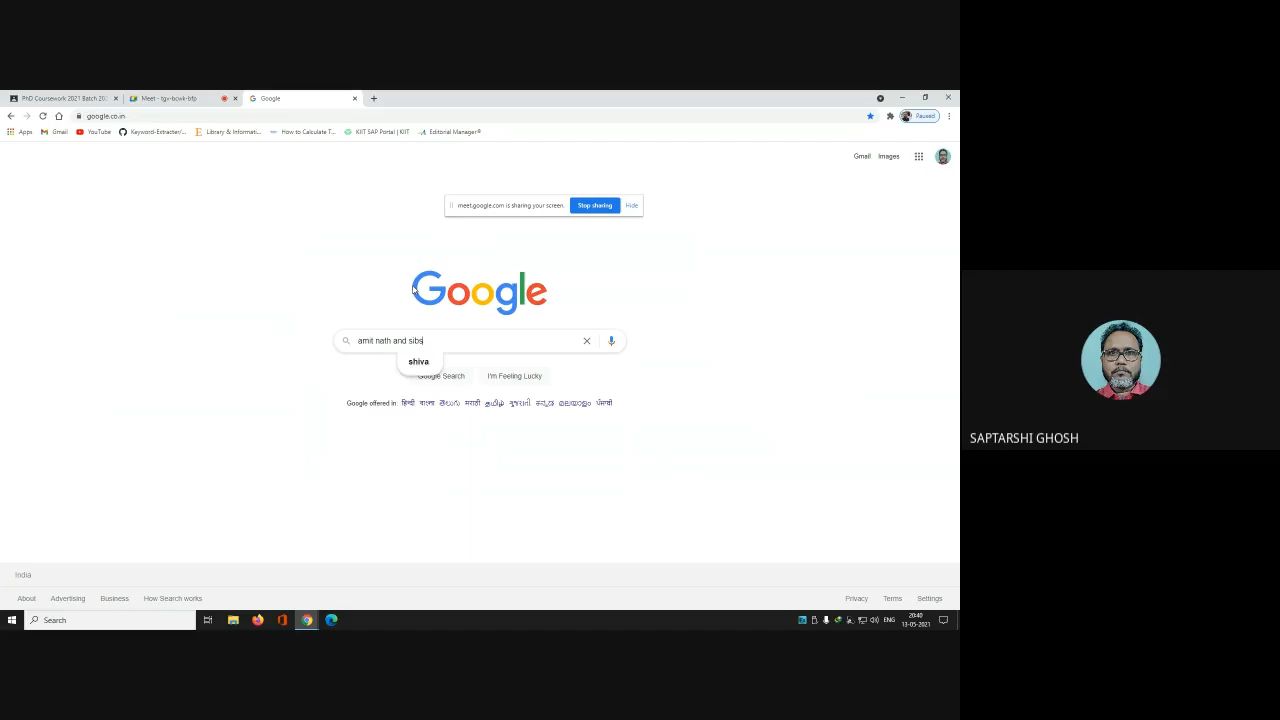 PhD Coursework 2021 Batch 202
Meet - tgv-bowk-bfp
Google
google.co.in
Paused
Apps
Gmail
YouTube
Keyword-Extracter/...
Library & Informati...
How to Calculate T...
KIIT SAP Portal | KIIT
Editorial Manager®
Gmail Images
meet.google.com is sharing your screen.
Stop sharing
Hide
Google
amit nath and sibs
shiva
Google Search
I'm Feeling Lucky
Google offered in: हिन्दी বাংলা తెలుగు मराठी தமிழ் ગુજરાતી ಕನ್ನಡ മലയാളം ਪੰਜਾਬੀ
SAPTARSHI GHOSH
India
About Advertising Business How Search works
Privacy Terms Settings
Search
ENG
20:40
13-05-2021